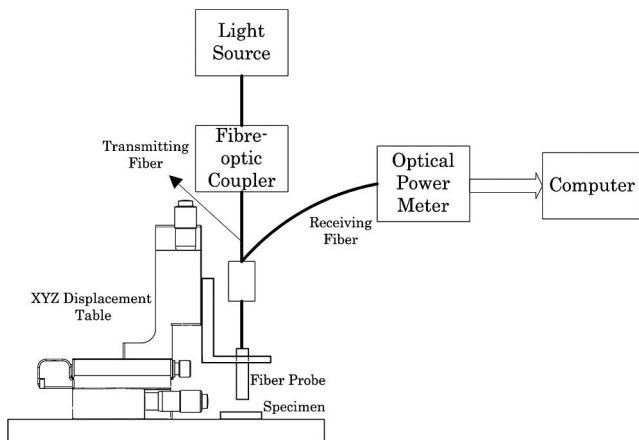 Light
Source
Transmitting
Fiber
Fibre-
optic
Coupler
Optical
Power
Meter
Computer
Receiving
Fiber
XYZ Displacement
Table
Fiber Probe
Specimen